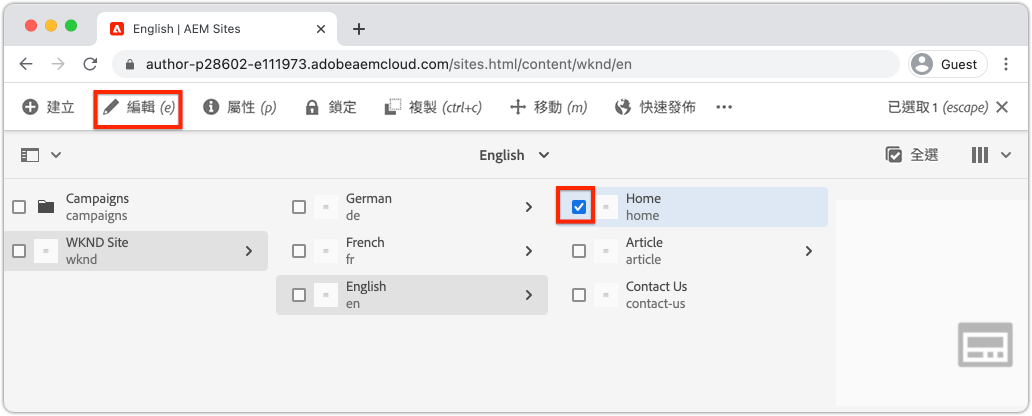 English | AEM Sites
author-p28602-e111973.adobeaemcloud.com/sites.html/content/wknd/en
Guest
建立
編輯 (e)
屬性 (p)
鎖定
複製 (ctrl+c)
移動 (m)
快速發佈
已選取 1 (escape)
English
全選
Campaigns
campaigns
WKND Site
wknd
German
de
French
fr
English
en
Home
home
Article
article
Contact Us
contact-us